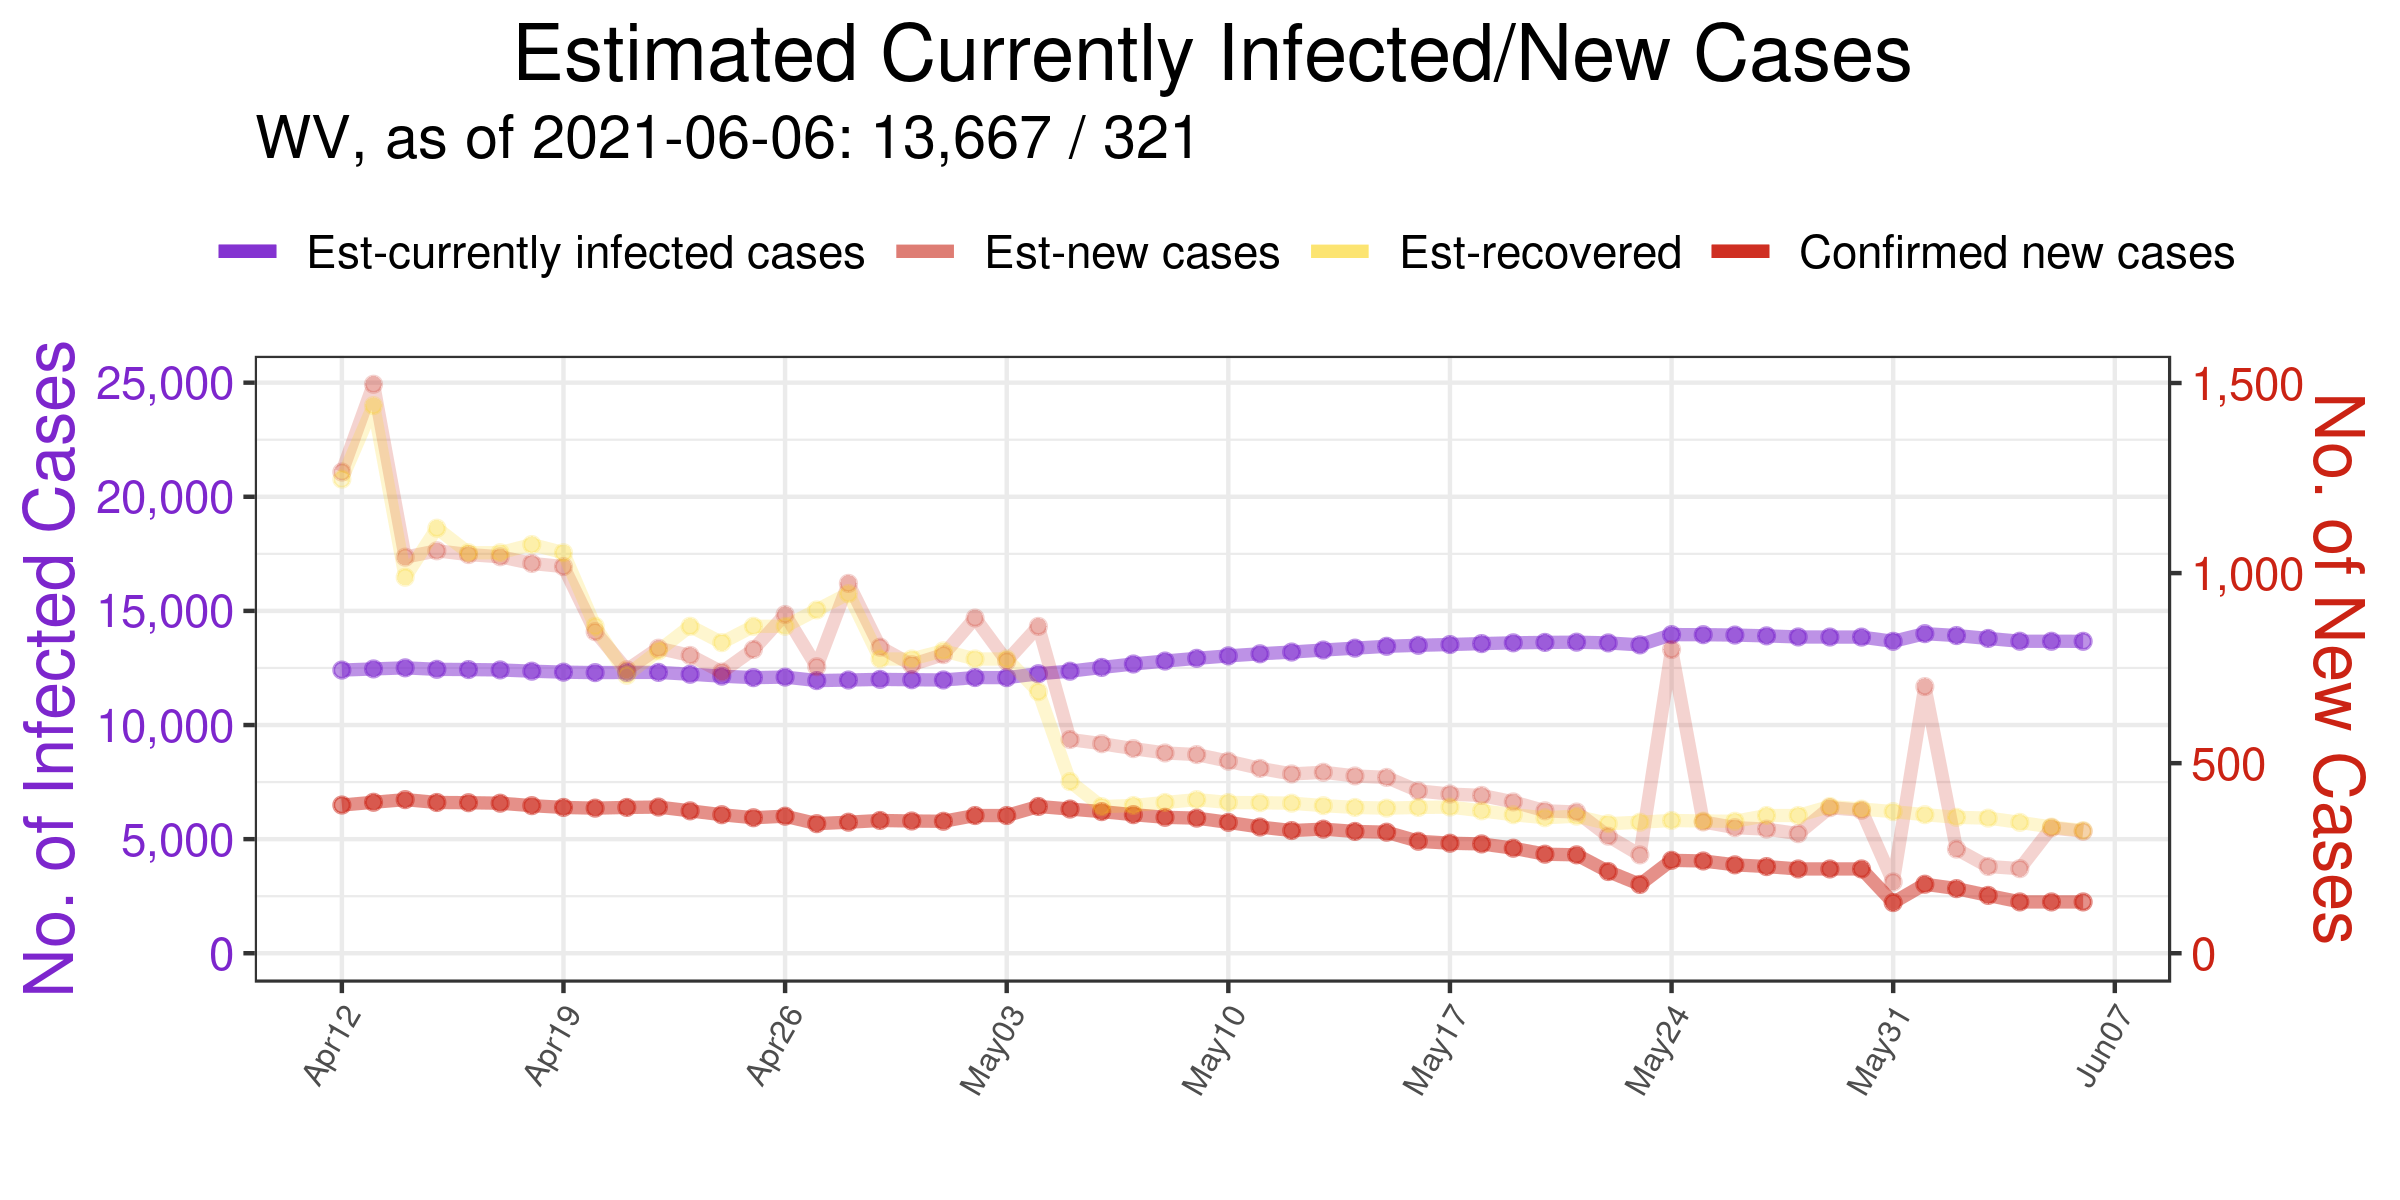 Estimated Currently Infected/New Cases
WV, as of 2021-06-06: 13,667 / 321
Est-currently infected cases Est-new cases Est-recovered Confirmed new cases
No. of Infected Cases
25,000
20,000
15,000
10,000
5,000
0
1,500
1,000
500
0
No. of New Cases
Apr12 Apr19 Apr26 May03 May10 May17 May24 May31 Jun07